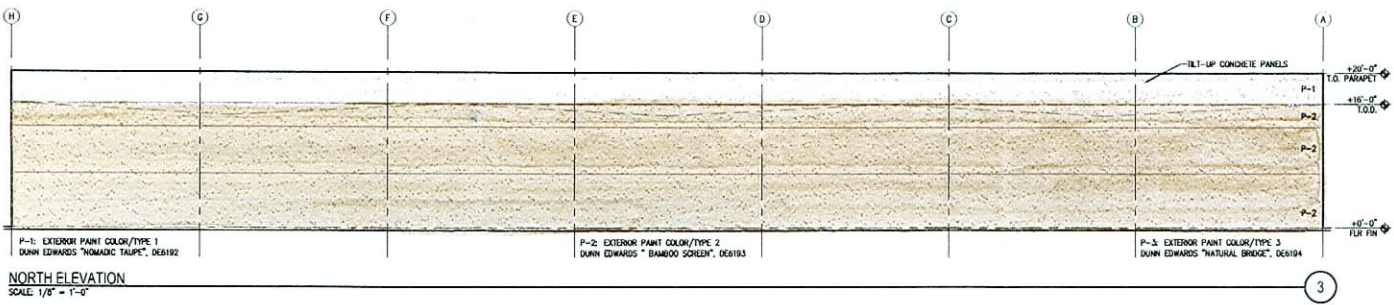 H G F E D C B A
TILT-UP CONCRETE PANELS
+20'-0"
T.O. PARAPET
P-1
+16'-0"
T.O.D.
P-2
P-2
P-2
+0'-0"
FLR FIN
P-1: EXTERIOR PAINT COLOR/TYPE 1
DUNN EDWARDS "NOMADIC TAUPE", DE6192
P-2: EXTERIOR PAINT COLOR/TYPE 2
DUNN EDWARDS " BAMBOO SCREEN", DE6193
P-3: EXTERIOR PAINT COLOR/TYPE 3
DUNN EDWARDS "NATURAL BRIDGE", DE6194
NORTH ELEVATION
SCALE: 1/8" = 1'-0"
3